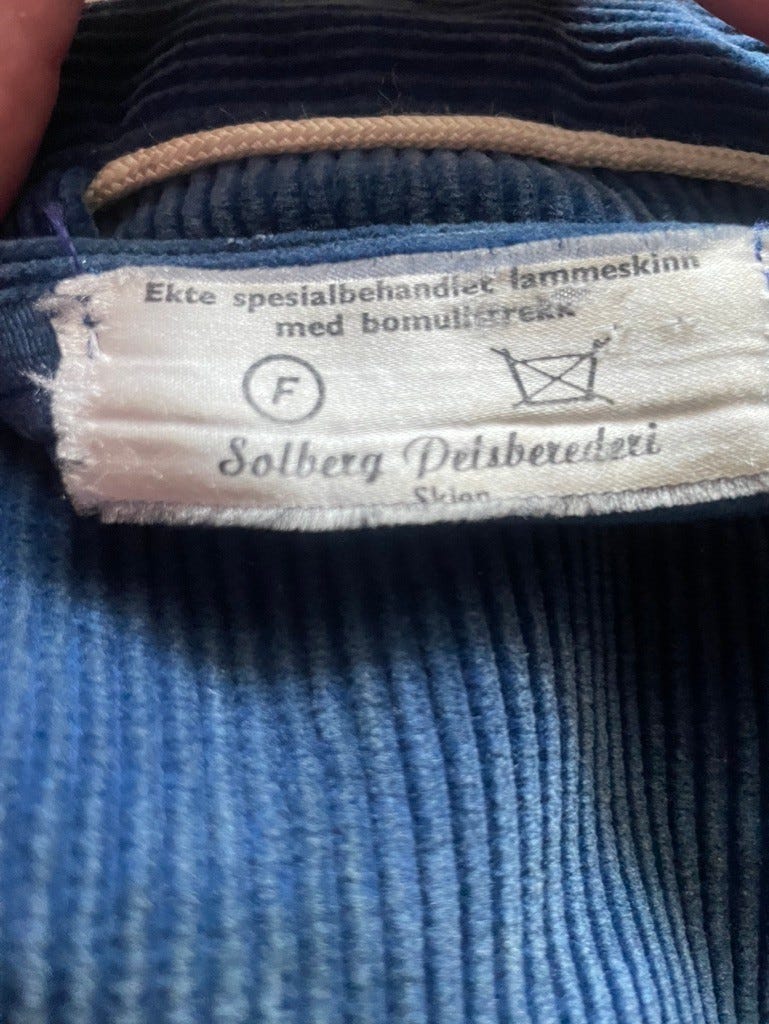 Ekte spesialbehandlet lammeskinn
med bomullstrekk
F
Solberg Pelsberederi
Skien